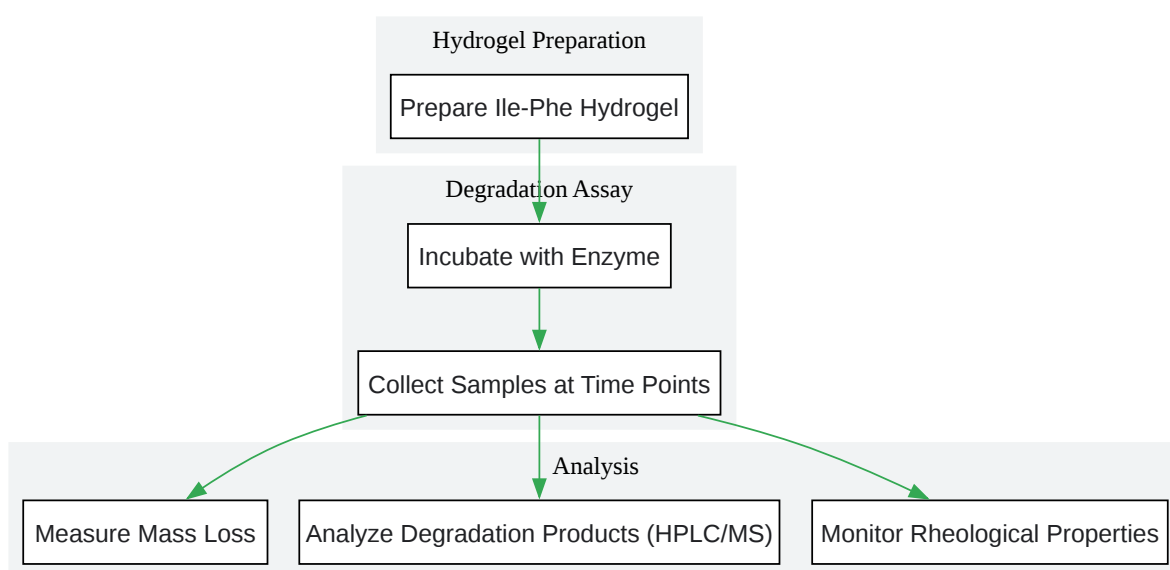 Hydrogel Preparation
Prepare Ile-Phe Hydrogel
Degradation Assay
Incubate with Enzyme
Collect Samples at Time Points
Analysis
Measure Mass Loss
Analyze Degradation Products (HPLC/MS)
Monitor Rheological Properties